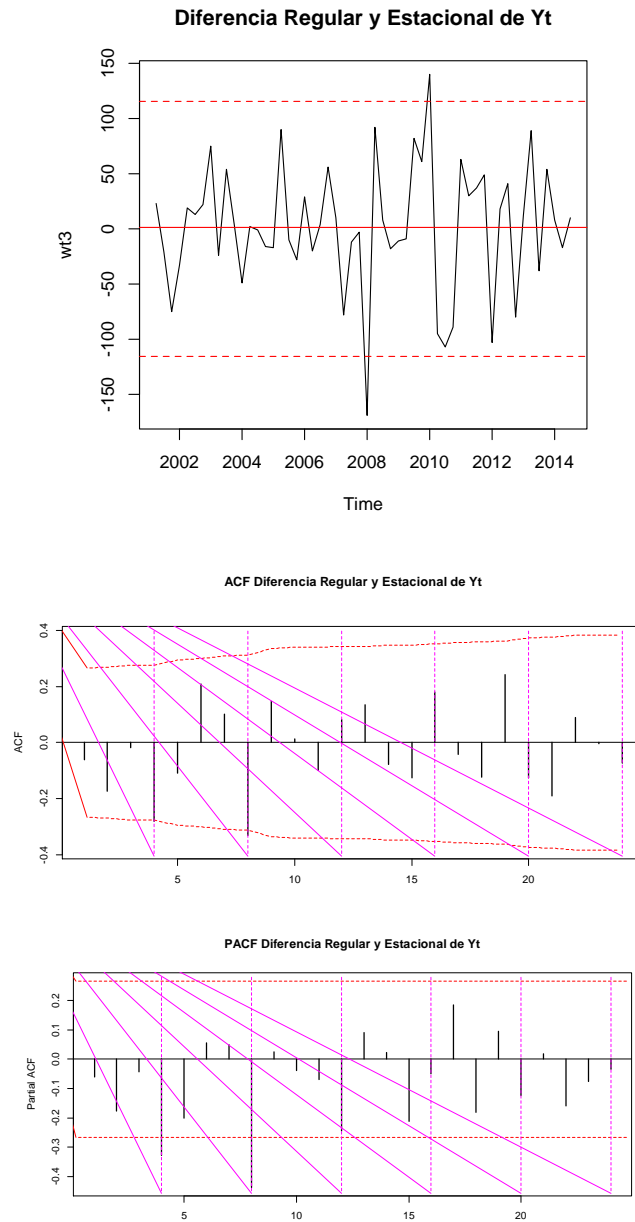 Diferencia Regular y Estacional de Yt
150
100
50
0
-50
-100
-150
wt3
2002 2004 2006 2008 2010 2012 2014
Time
ACF Diferencia Regular y Estacional de Yt
0.4
0.2
0.0
-0.2
-0.4
ACF
5 10 15 20
PACF Diferencia Regular y Estacional de Yt
0.2
0.1
0.0
-0.1
-0.2
-0.3
-0.4
Partial ACF
5 10 15 20